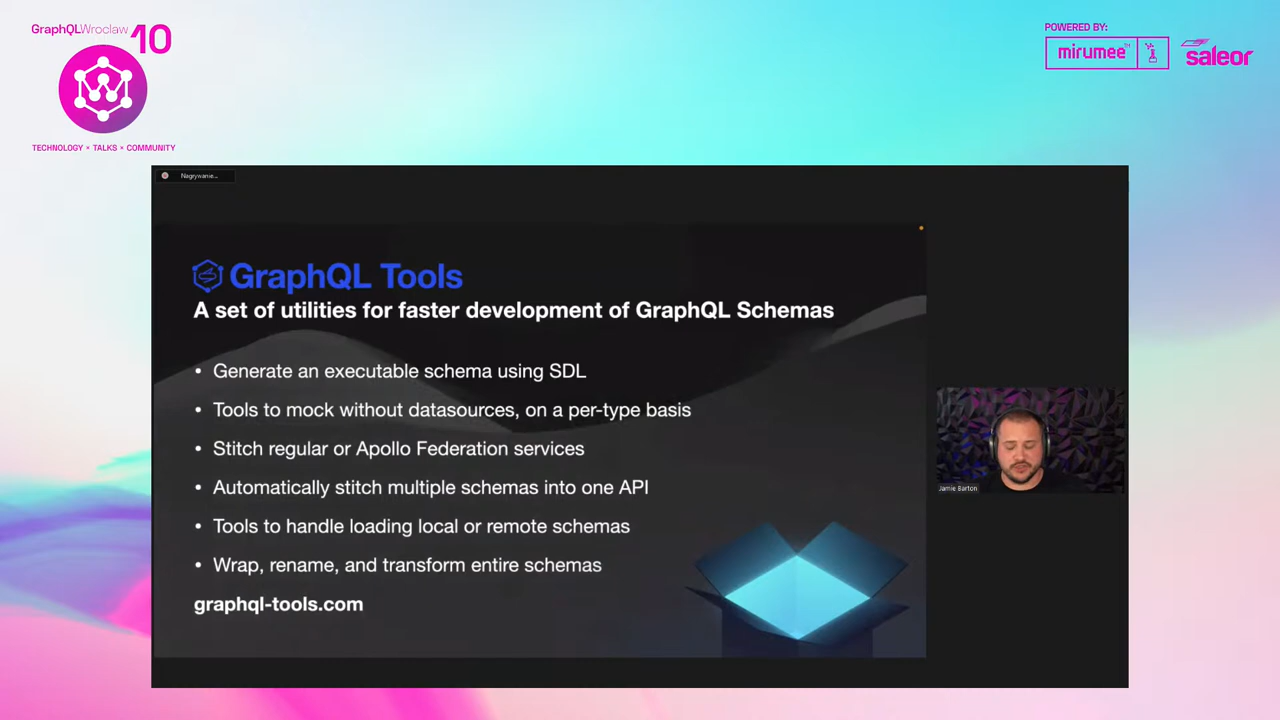 GraphQLWroclaw 10
TECHNOLOGY × TALKS × COMMUNITY
POWERED BY:
mirumee
saleor
Nagrywanie...
GraphQL Tools
A set of utilities for faster development of GraphQL Schemas
• Generate an executable schema using SDL
• Tools to mock without datasources, on a per-type basis
• Stitch regular or Apollo Federation services
• Automatically stitch multiple schemas into one API
• Tools to handle loading local or remote schemas
• Wrap, rename, and transform entire schemas
graphql-tools.com
Jamie Barton